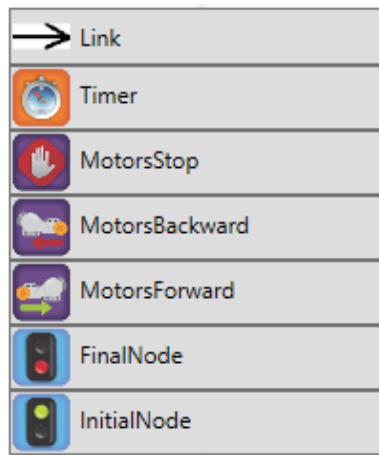 Link
Timer
MotorsStop
MotorsBackward
MotorsForward
FinalNode
InitialNode